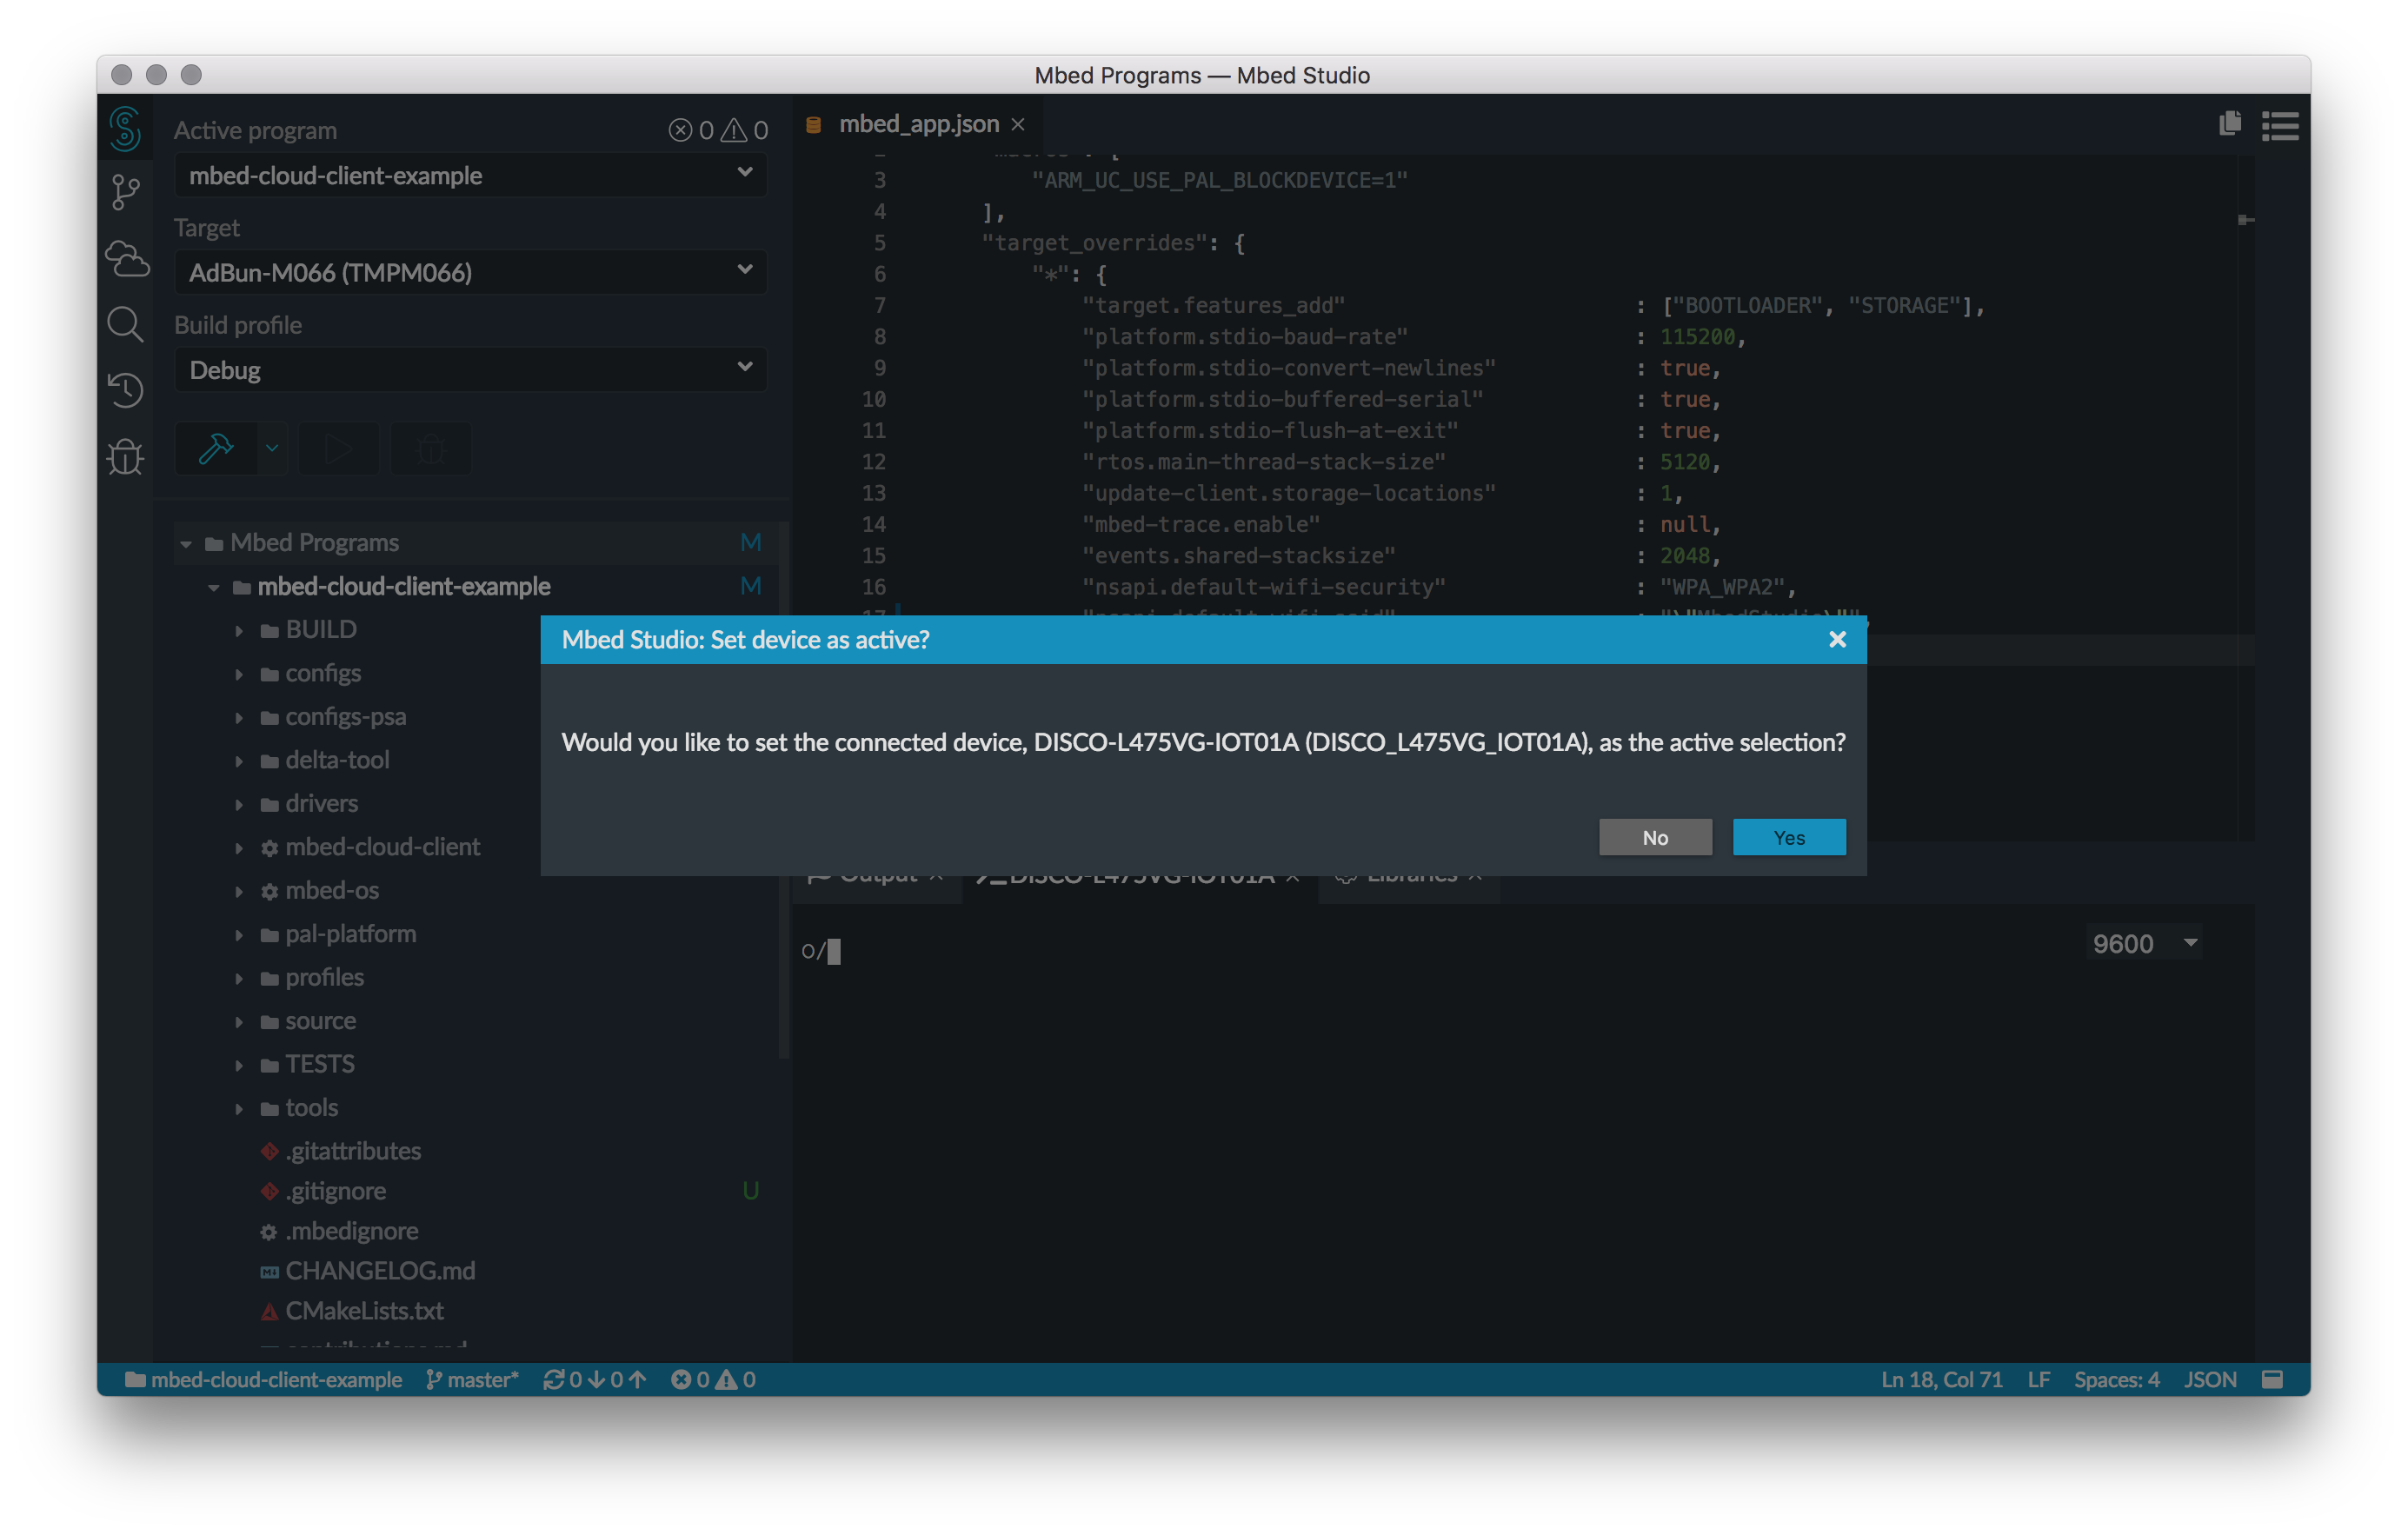 Mbed Programs — Mbed Studio
Active program
0 0
mbed-cloud-client-example
Target
AdBun-M066 (TMPM066)
Build profile
Debug
Mbed Programs M
mbed-cloud-client-example M
BUILD
configs
configs-psa
delta-tool
drivers
mbed-cloud-client
mbed-os
pal-platform
profiles
source
TESTS
tools
.gitattributes
.gitignore U
.mbedignore
CHANGELOG.md
CMakeLists.txt
mbed_app.json ×
3 "ARM_UC_USE_PAL_BLOCKDEVICE=1"
4 ],
5 "target_overrides": {
6 "*": {
7 "target.features_add" : ["BOOTLOADER", "STORAGE"],
8 "platform.stdio-baud-rate" : 115200,
9 "platform.stdio-convert-newlines" : true,
10 "platform.stdio-buffered-serial" : true,
11 "platform.stdio-flush-at-exit" : true,
12 "rtos.main-thread-stack-size" : 5120,
13 "update-client.storage-locations" : 1,
14 "mbed-trace.enable" : null,
15 "events.shared-stacksize" : 2048,
16 "nsapi.default-wifi-security" : "WPA_WPA2",
Mbed Studio: Set device as active?
Would you like to set the connected device, DISCO-L475VG-IOT01A (DISCO_L475VG_IOT01A), as the active selection?
No Yes
Output × DISCO-L475VG-IOT01A × Libraries ×
o/
9600
mbed-cloud-client-example master* 0 0 0 0
Ln 18, Col 71 LF Spaces: 4 JSON